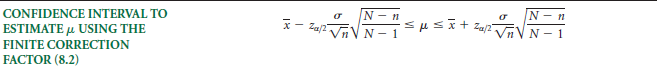 CONFIDENCE INTERVAL TO
ESTIMATE μ USING THE
FINITE CORRECTION
FACTOR (8.2)
x̄ − z_{α/2} σ/√n √((N − n)/(N − 1)) ≤ μ ≤ x̄ + z_{α/2} σ/√n √((N − n)/(N − 1))